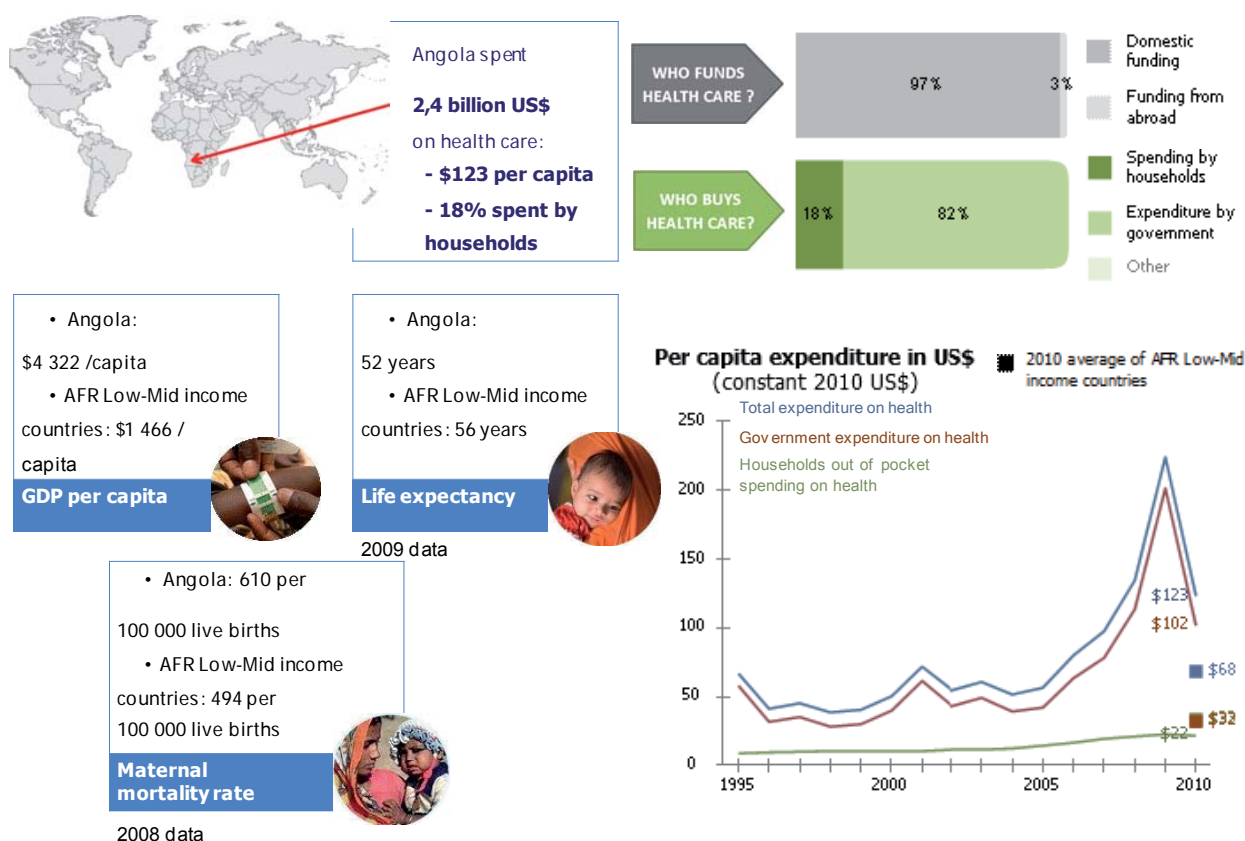 Angola spent
2,4 billion US$
on health care:
- $123 per capita
- 18% spent by
households
WHO FUNDS
HEALTH CARE ?
97%
3%
Domestic
funding
Funding from
abroad
WHO BUYS
HEALTH CARE?
18%
82%
Spending by
households
Expenditure by
government
Other
• Angola:
$4 322 /capita
• AFR Low-Mid income
countries: $1 466 /
capita
GDP per capita
• Angola:
52 years
• AFR Low-Mid income
countries: 56 years
Life expectancy
2009 data
• Angola: 610 per
100 000 live births
• AFR Low-Mid income
countries: 494 per
100 000 live births
Maternal
mortality rate
2008 data
Per capita expenditure in US$
(constant 2010 US$)
2010 average of AFR Low-Mid
income countries
Total expenditure on health
Government expenditure on health
Households out of pocket
spending on health
250
200
150
100
50
0
$123
$102
$68
$22
1995
2000
2005
2010